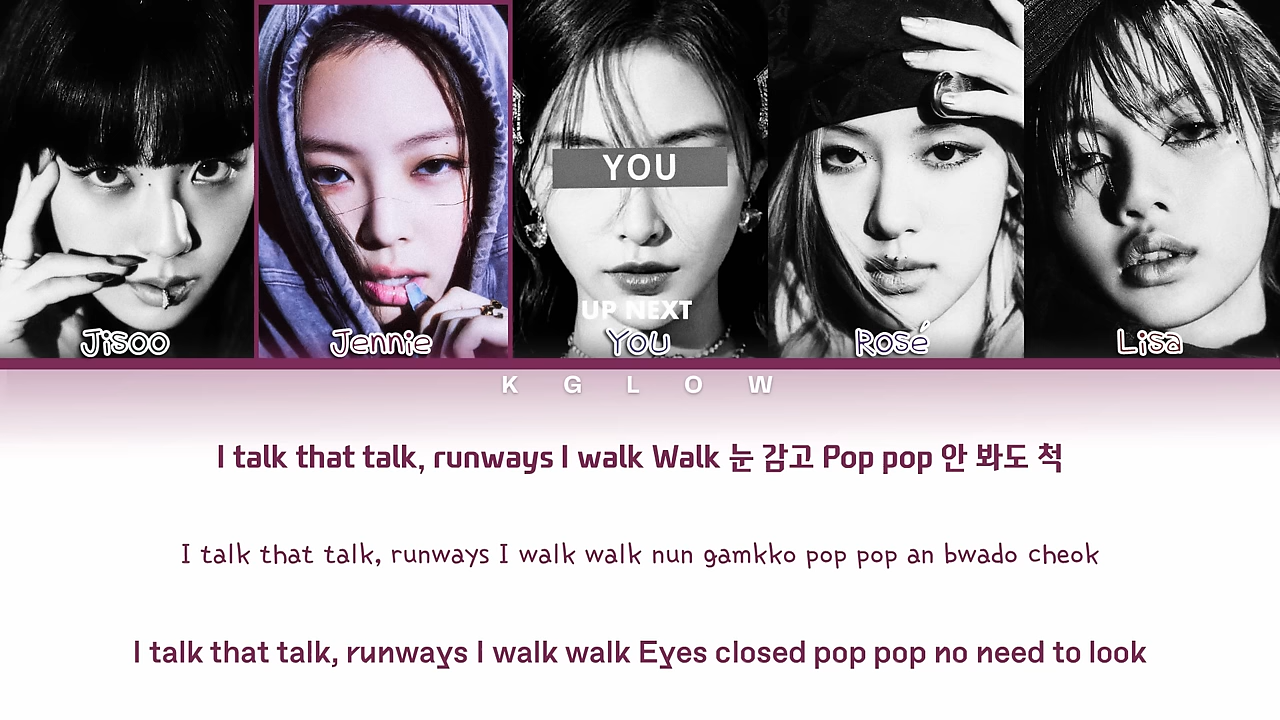 YOU
UP NEXT
Jisoo
Jennie
YOU
Rosé
Lisa
K G L O W
I talk that talk, runways I walk Walk 눈 감고 Pop pop 안 봐도 척
I talk that talk, runways I walk walk nun gamkko pop pop an bwado cheok
I talk that talk, runways I walk walk Eyes closed pop pop no need to look